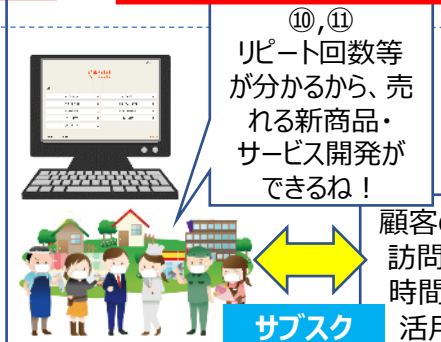 ⑩,⑪
リピート回数等
が分かるから、売
れる新商品・
サービス開発が
できるね！
顧客
訪問
時間
活用
サブスク